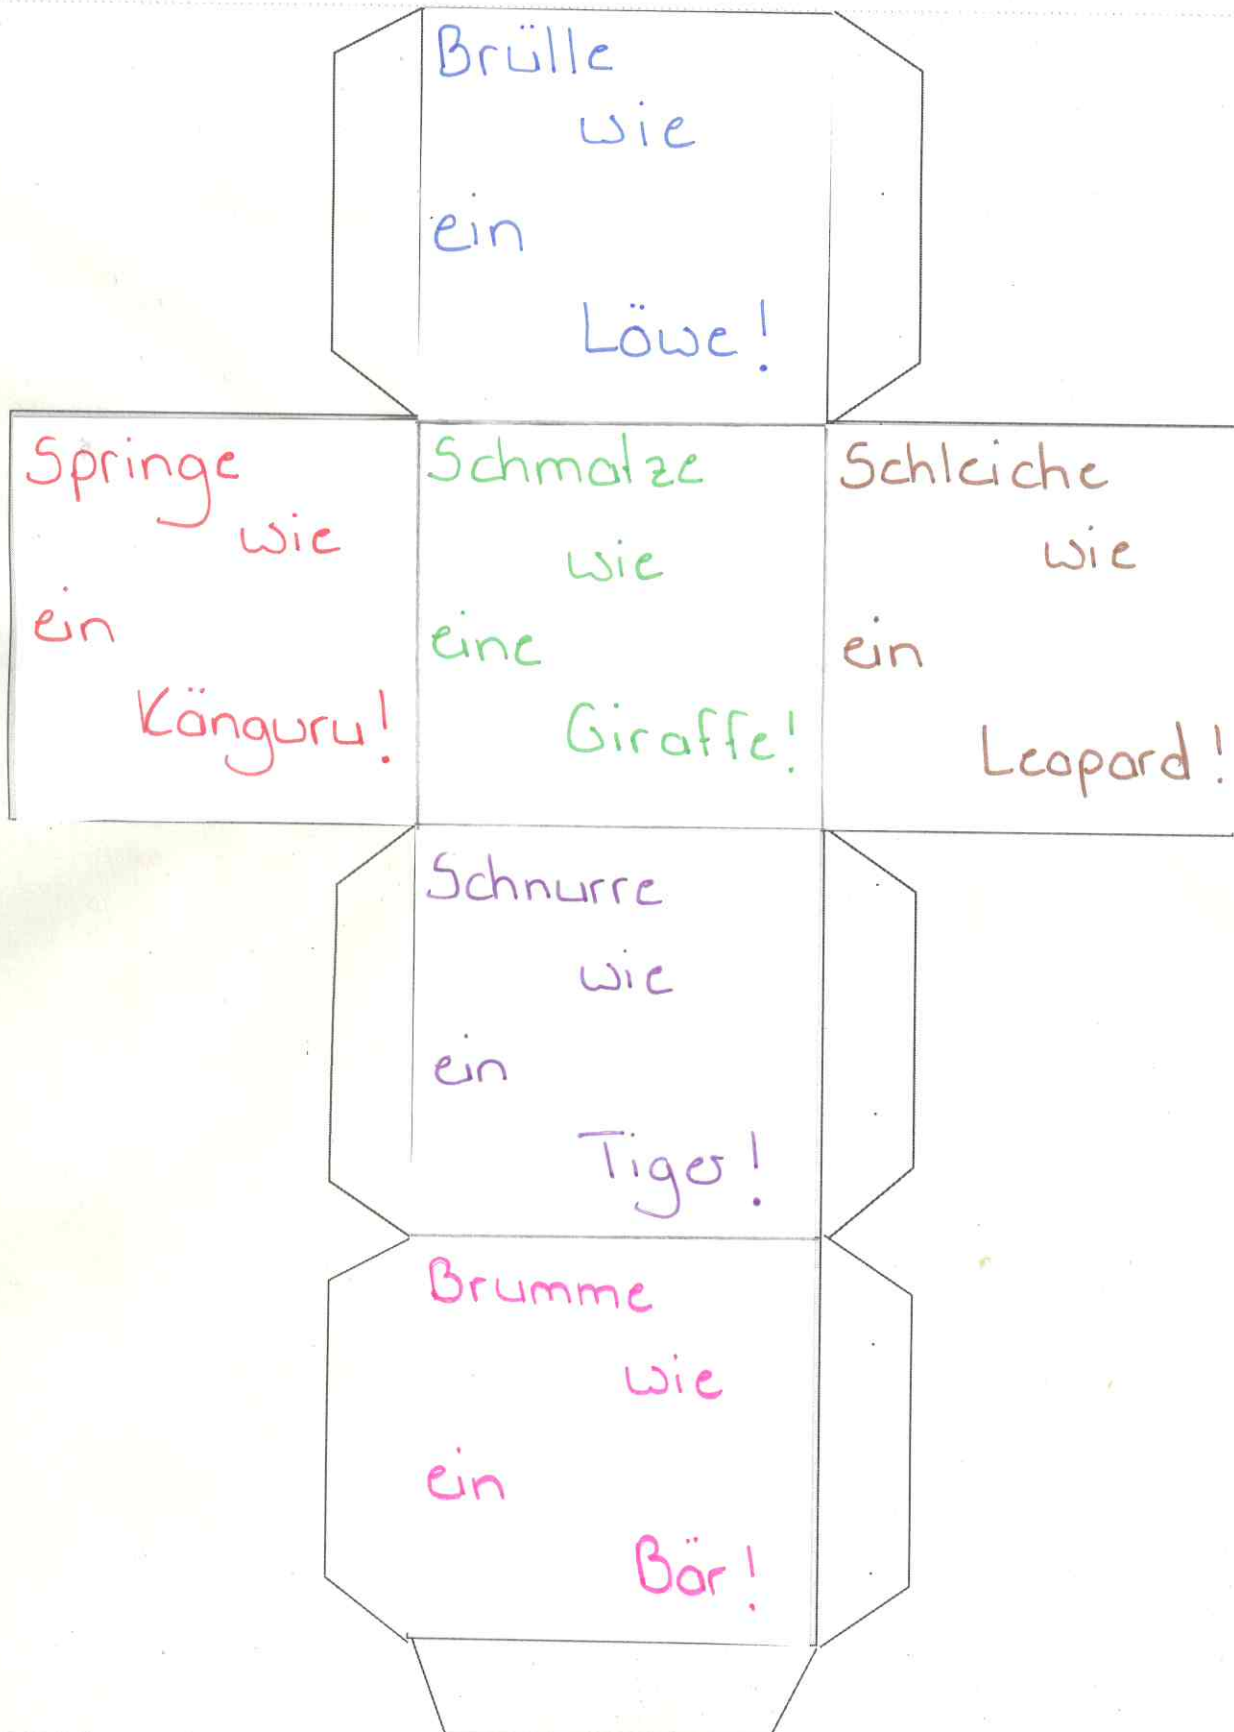 Brülle
wie
ein
Löwe!
Springe
wie
ein
Känguru!
Schmatze
wie
eine
Giraffe!
Schleiche
wie
ein
Leopard!
Schnurre
wie
ein
Tiger!
Brumme
wie
ein
Bär!